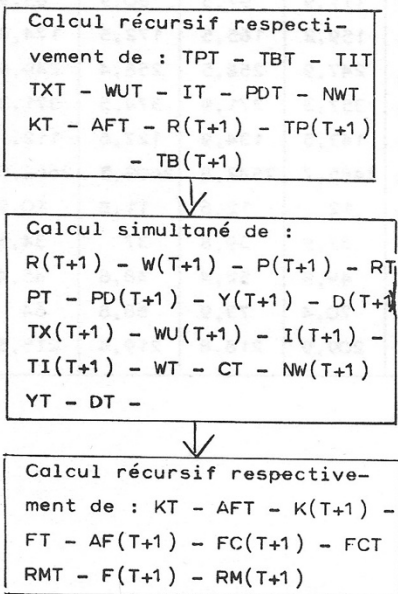 Calcul récursif respecti-
vement de : TPT - TBT - TIT
TXT - WUT - IT - PDT - NWT
KT - AFT - R(T+1) - TP(T+1)
- TB(T+1)
Calcul simultané de :
R(T+1) - W(T+1) - P(T+1) - RT
PT - PD(T+1) - Y(T+1) - D(T+1)
TX(T+1) - WU(T+1) - I(T+1) -
TI(T+1) - WT - CT - NW(T+1)
YT - DT -
Calcul récursif respective-
ment de : KT - AFT - K(T+1) -
FT - AF(T+1) - FC(T+1) - FCT
RMT - F(T+1) - RM(T+1)